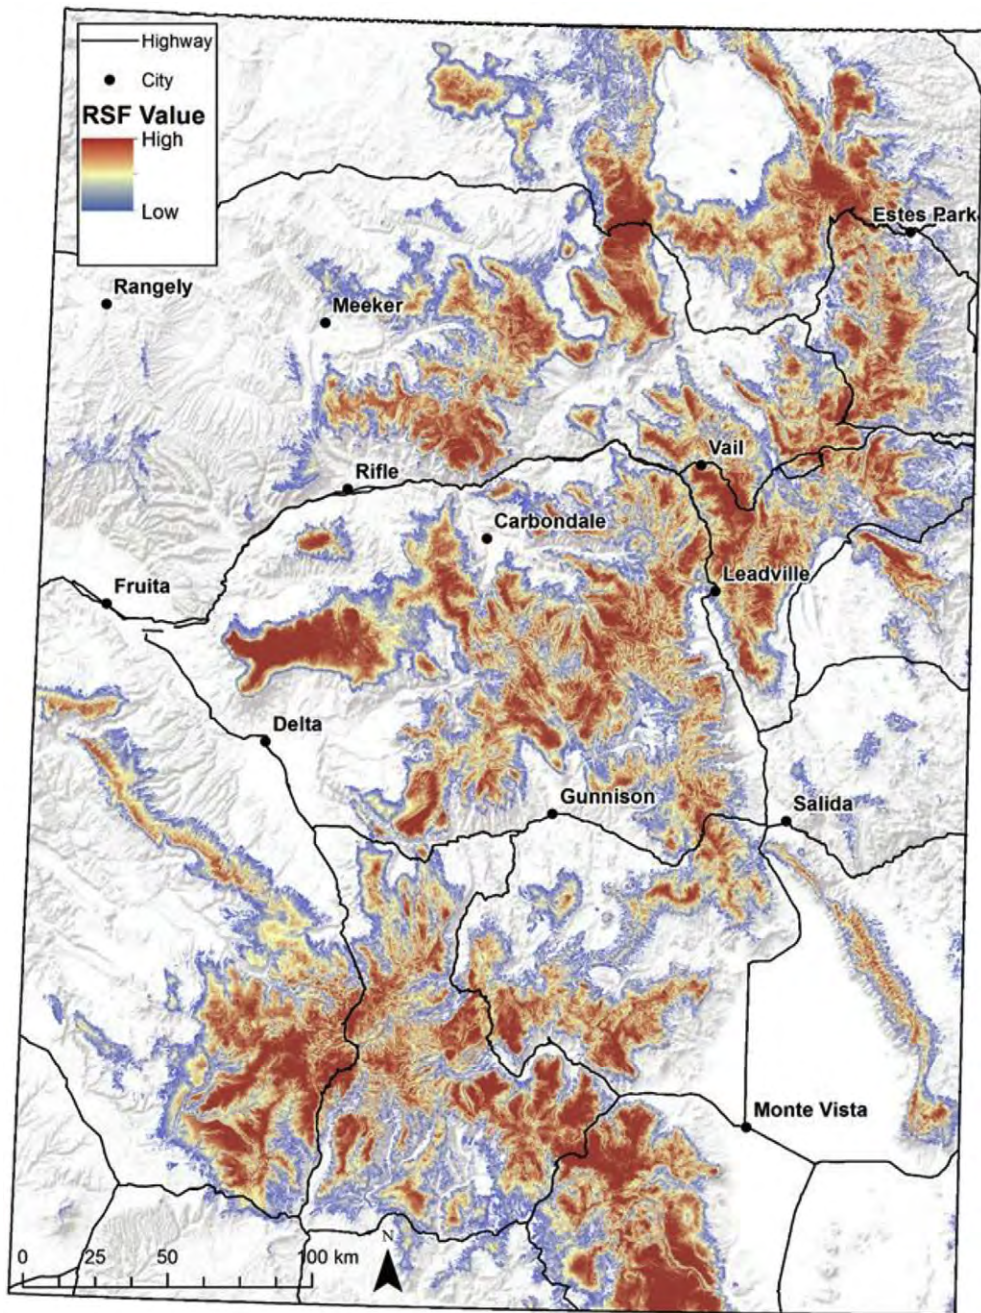 Highway
City
RSF Value
High
Low
Estes Park
Rangely
Meeker
Vail
Rifle
Carbondale
Leadville
Fruita
Delta
Gunnison
Salida
Monte Vista
N
0 25 50 100 km